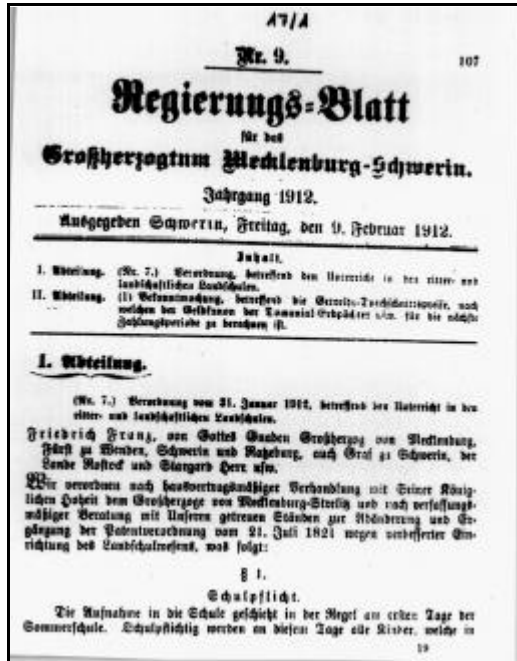 17/1
Nr. 9.
107
Regierungs-Blatt
für das
Großherzogtum Mecklenburg-Schwerin.
Jahrgang 1912.
Ausgegeben Schwerin, Freitag, den 9. Februar 1912.
Inhalt.
I. Abteilung. (Nr. 7.) Verordnung, betreffend den Unterricht in den ritter- und
landschaftlichen Landschulen.
II. Abteilung. (1) Bekanntmachung, betreffend die Getreide-Durchschnittspreise, nach
welchen der Geldkanon der Domanial-Erbpächter usw. für die nächste
Zahlungsperiode zu berechnen ist.
I. Abteilung.
(Nr. 7.) Verordnung vom 31. Januar 1912, betreffend den Unterricht in den
ritter- und landschaftlichen Landschulen.
Friedrich Franz, von Gottes Gnaden Großherzog von Mecklenburg,
Fürst zu Wenden, Schwerin und Ratzeburg, auch Graf zu Schwerin, der
Lande Rostock und Stargard Herr usw.
Wir verordnen nach hausvertragsmäßiger Verhandlung mit Seiner König-
lichen Hoheit dem Großherzoge von Mecklenburg-Strelitz und nach verfassungs-
mäßiger Beratung mit Unseren getreuen Ständen zur Abänderung und Er-
gänzung der Patentverordnung vom 21. Juli 1821 wegen verbesserter Ein-
richtung des Landschulwesens, was folgt:
§ 1.
Schulpflicht.
Die Aufnahme in die Schule geschieht in der Regel am ersten Tage der
Sommerschule. Schulpflichtig werden an diesem Tage alle Kinder, welche in
19